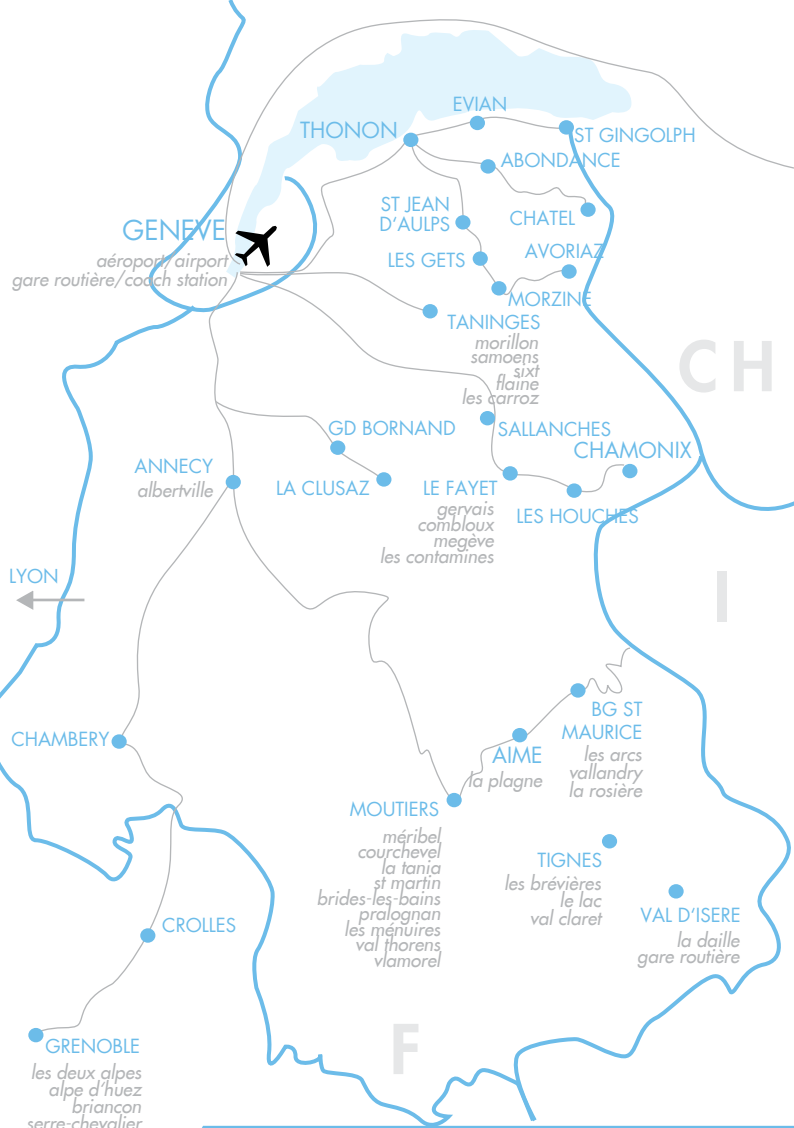 EVIAN
THONON
ST GINGOLPH
ABONDANCE
ST JEAN
D'AULPS
CHATEL
GENEVE
aéroport/airport
gare routière/coach station
AVORIAZ
LES GETS
MORZINE
TANINGES
morillon
samoens
sixt
flaine
les carroz
CH
GD BORNAND
SALLANCHES
CHAMONIX
ANNECY
albertville
LA CLUSAZ
LE FAYET
gervais
combloux
megève
les contamines
LES HOUCHES
LYON
I
BG ST
MAURICE
les arcs
vallandry
la rosière
CHAMBERY
AIME
la plagne
MOUTIERS
méribel
courchevel
la tania
st martin
brides-les-bains
pralognan
les ménuires
val thorens
vlamorel
TIGNES
les brévières
le lac
val claret
VAL D'ISERE
la daille
gare routière
CROLLES
F
GRENOBLE
les deux alpes
alpe d'huez
briancon
serre-chevalier